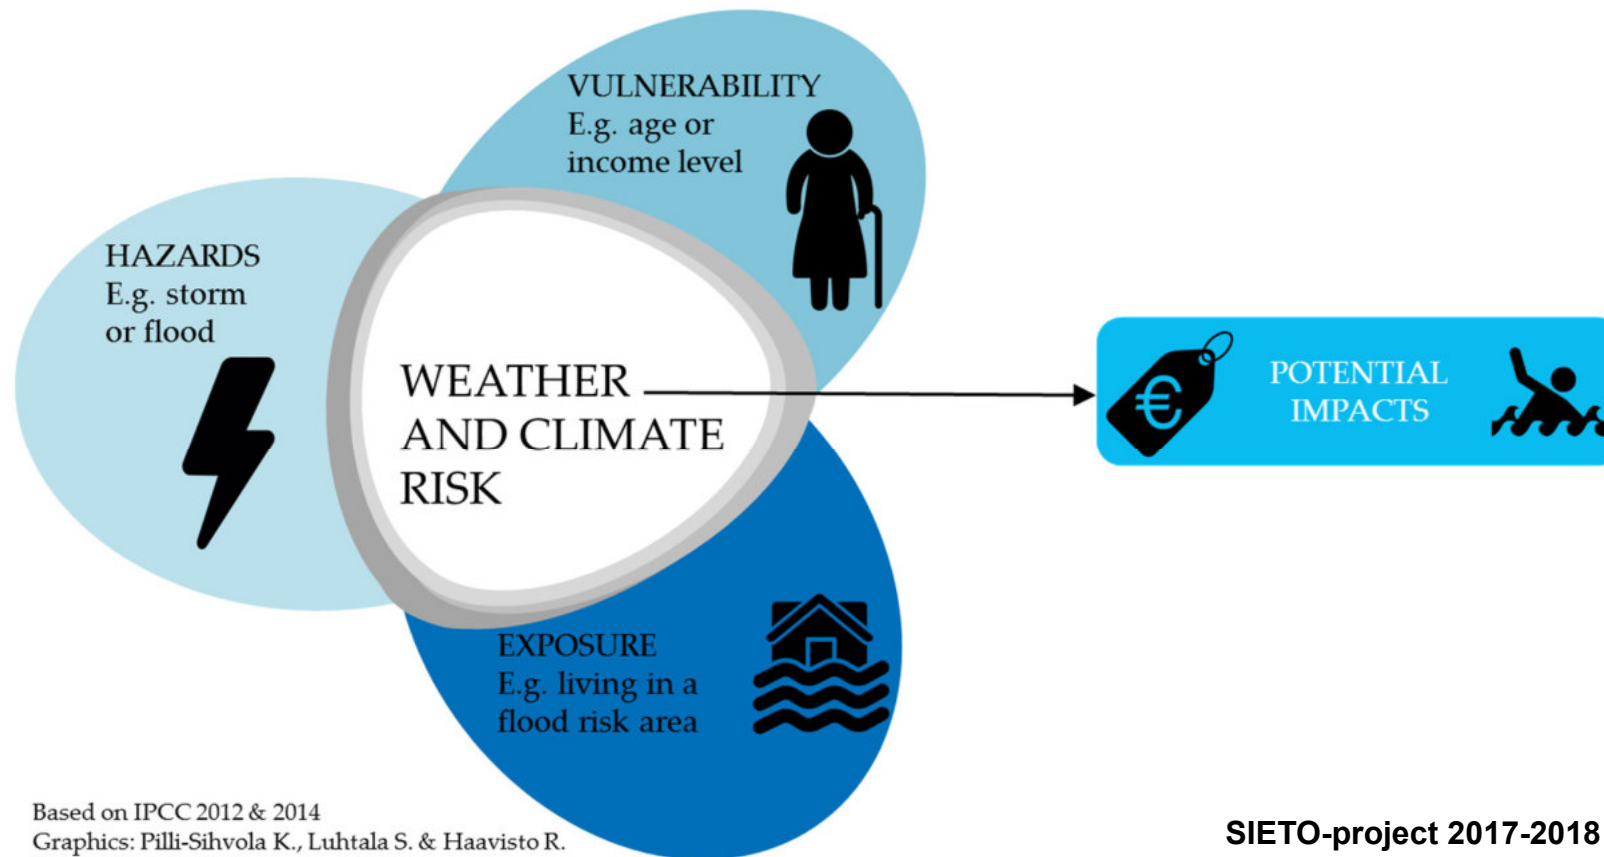 VULNERABILITY
E.g. age or
income level
HAZARDS
E.g. storm
or flood
WEATHER
AND CLIMATE
RISK
€
POTENTIAL
IMPACTS
EXPOSURE
E.g. living in a
flood risk area
Based on IPCC 2012 & 2014
Graphics: Pilli-Sihvola K., Luhtala S. & Haavisto R.
SIETO-project 2017-2018